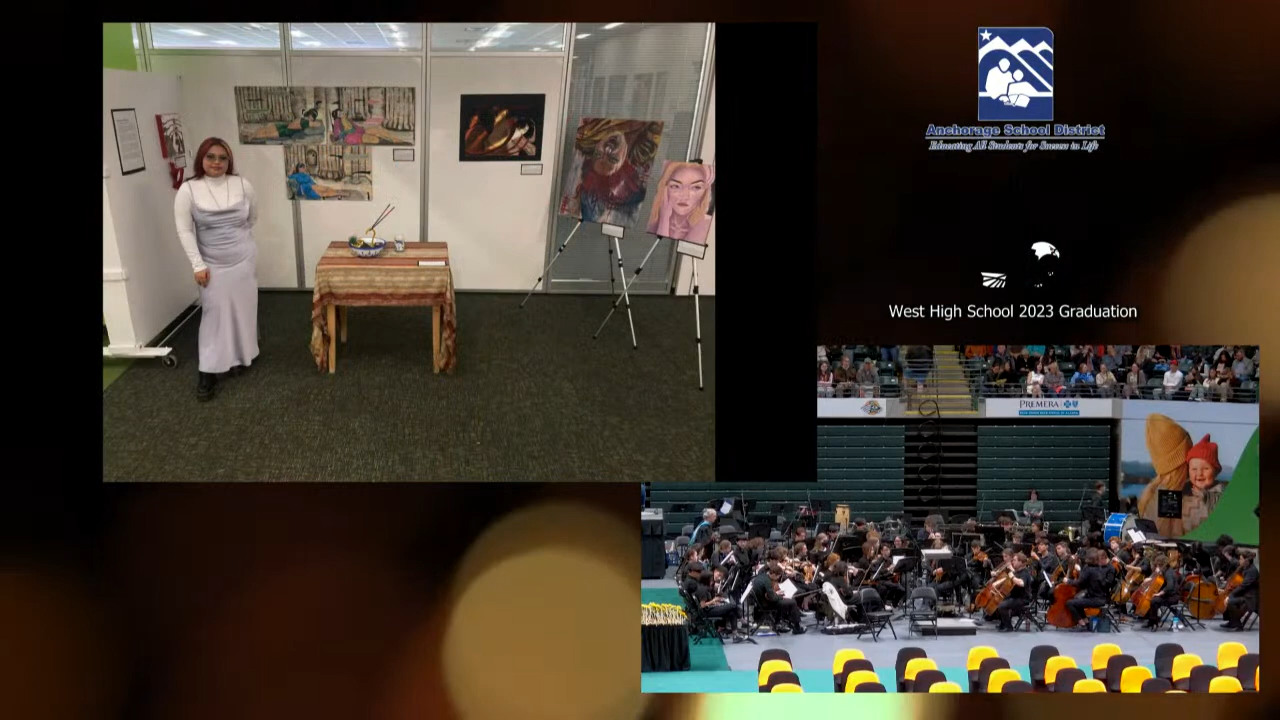 Anchorage School District
Educating All Students for Success in Life
West High School 2023 Graduation
PREMERA